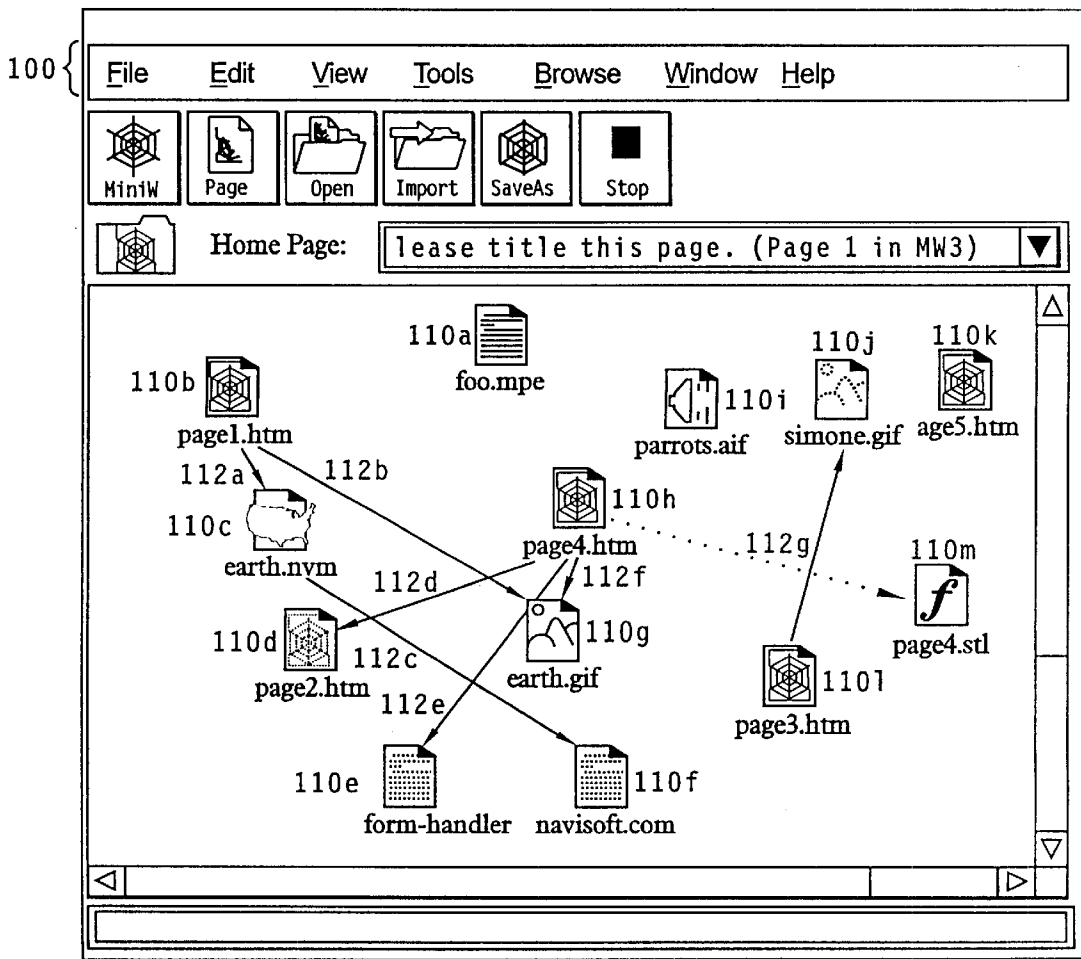 100
File Edit View Tools Browse Window Help
MiniW Page Open Import SaveAs Stop
Home Page: lease title this page. (Page 1 in MW3)
110a
foo.mpe
110b
page1.htm
110i
parrots.aif
110j
simone.gif
110k
age5.htm
112a
112b
110c
earth.nvm
110h
page4.htm
112g
110m
page4.stl
112d
112f
110d
page2.htm
112c
110g
earth.gif
110l
page3.htm
112e
110e
form-handler
110f
navisoft.com